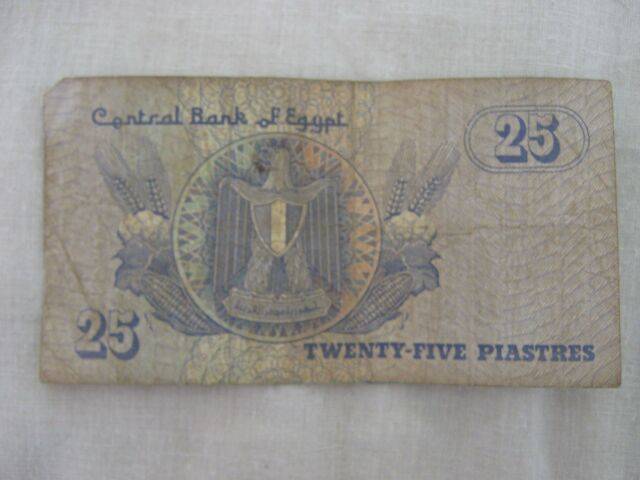 Central Bank of Egypt
25
25
TWENTY-FIVE PIASTRES